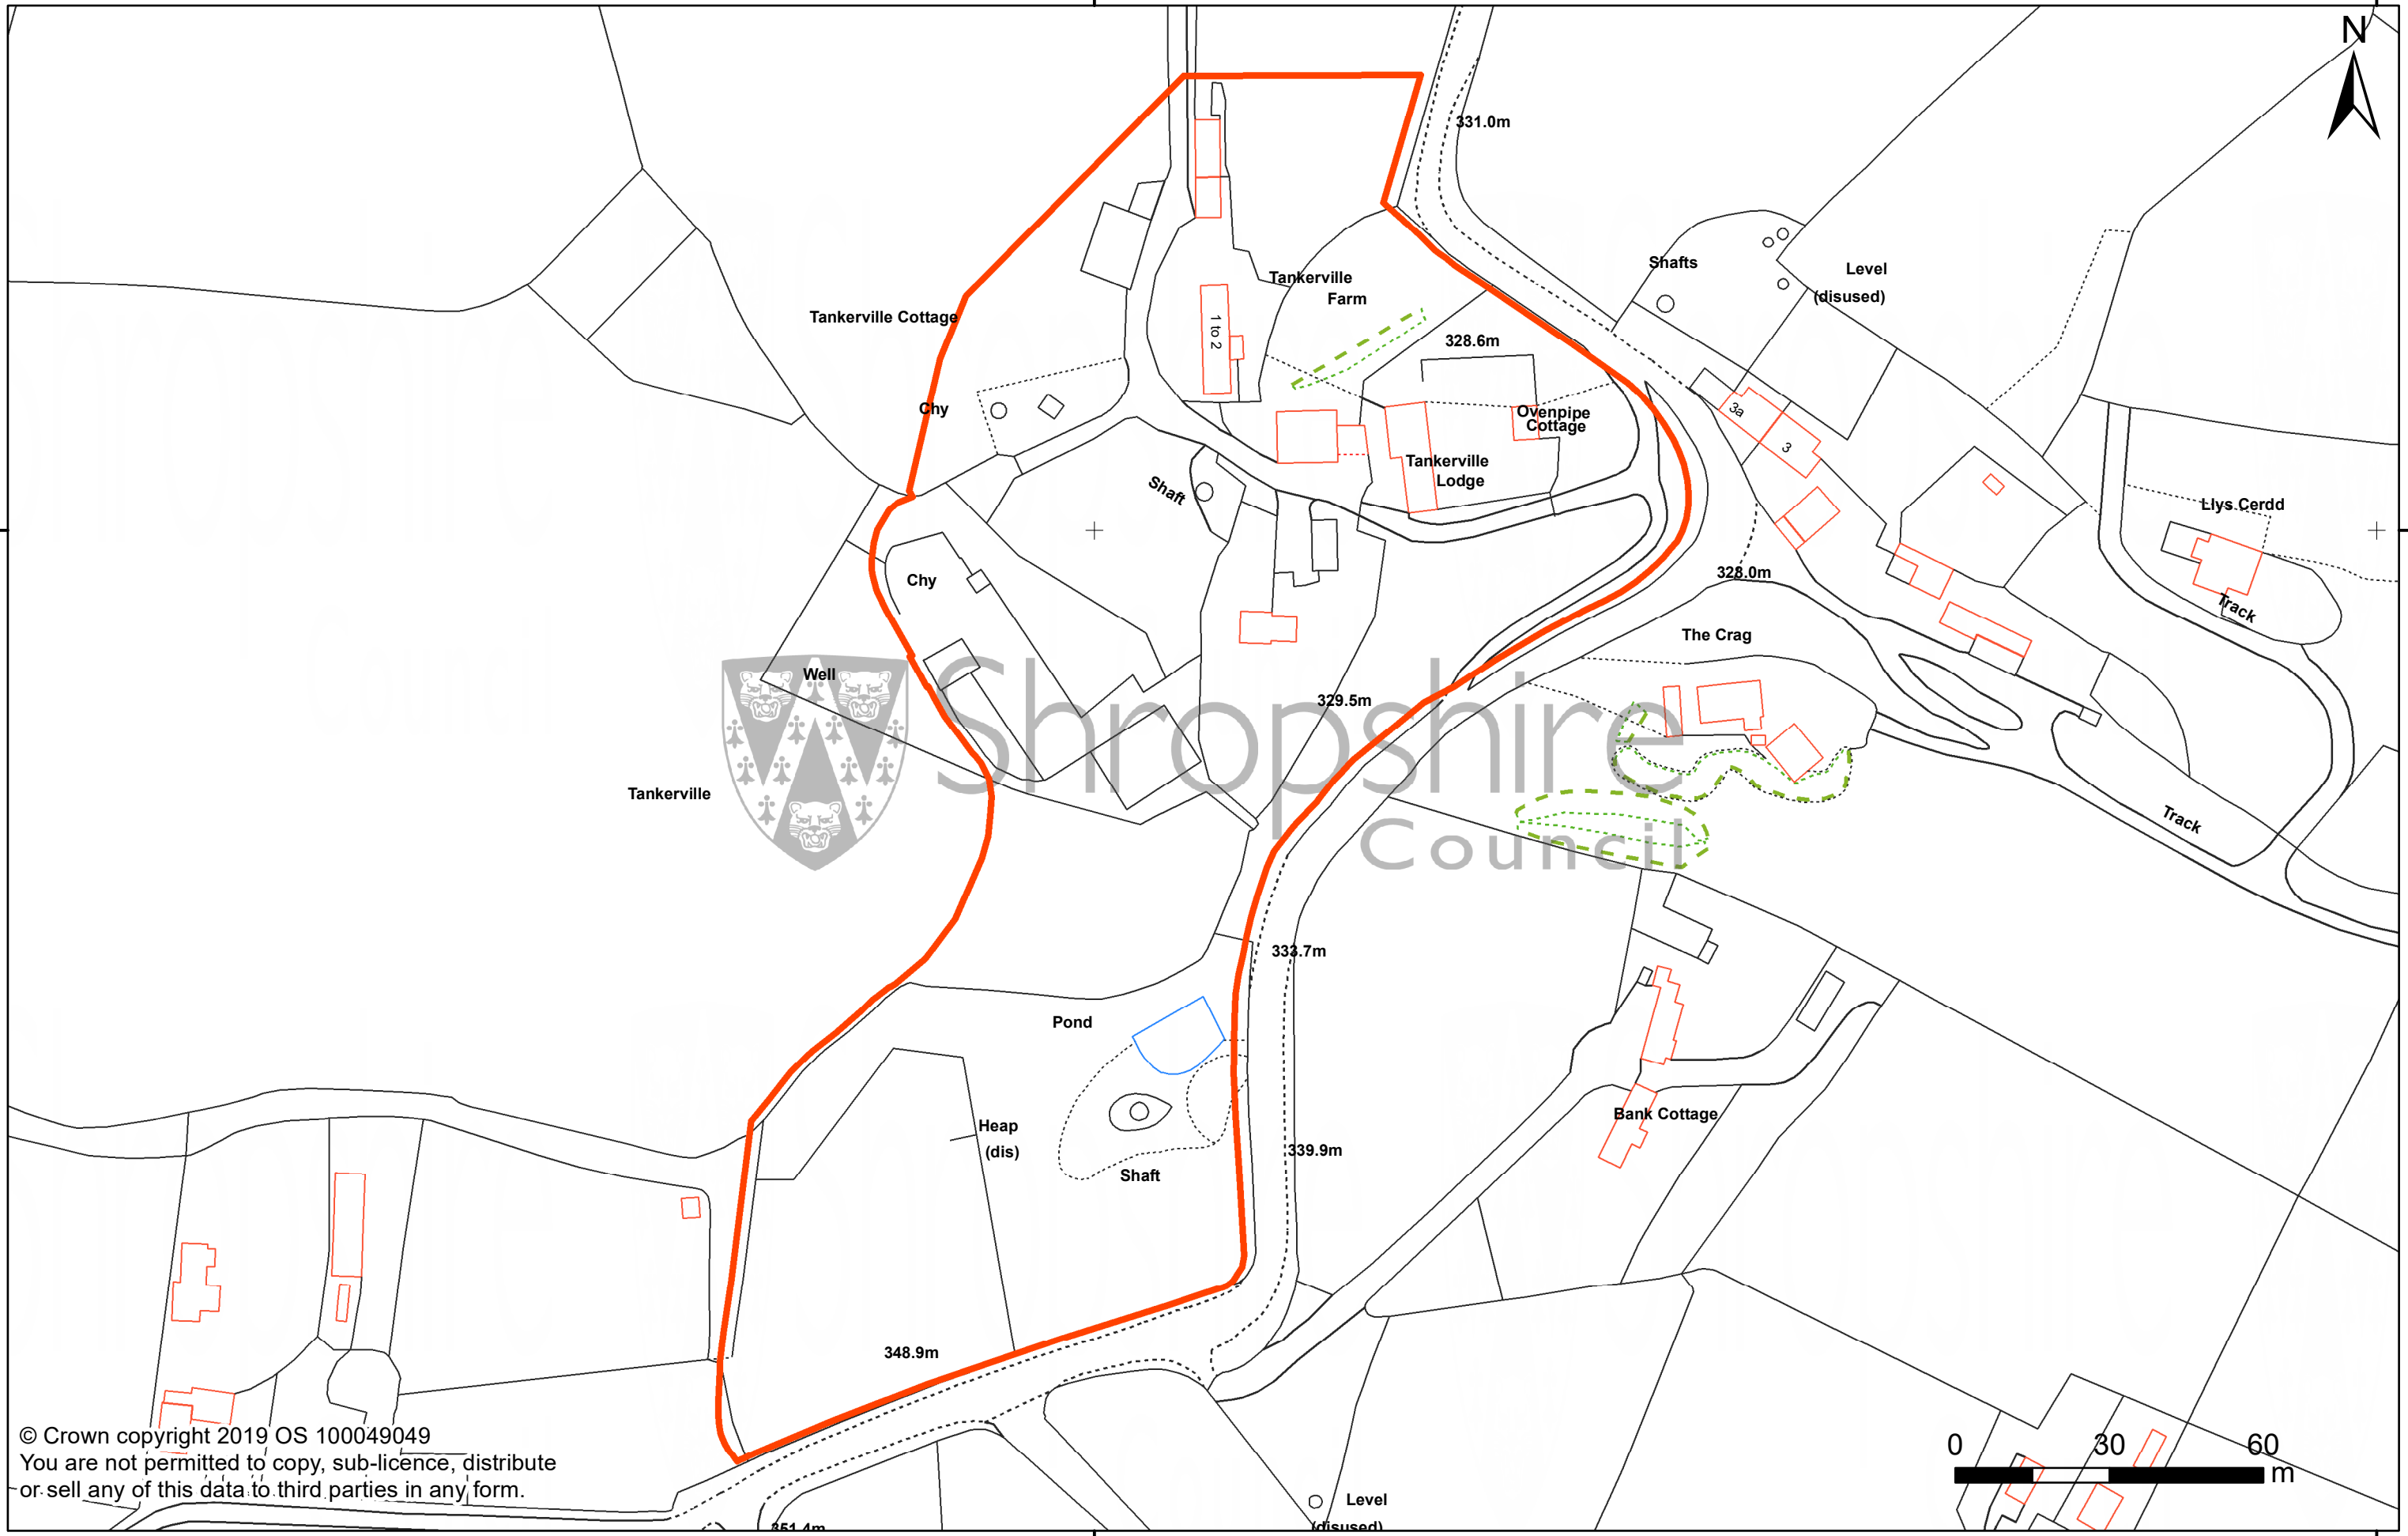 N
331.0m
Shafts
Level
(disused)
Tankerville
Farm
Tankerville Cottage
1 to 2
328.6m
Chy
3a
3
Ovenpipe
Cottage
Tankerville
Lodge
Shaft
Llys Cerdd
Chy
328.0m
Track
The Crag
Well
329.5m
Shropshire
Council
Tankerville
Track
333.7m
Pond
Heap
(dis)
Bank Cottage
339.9m
Shaft
348.9m
© Crown copyright 2019 OS 100049049
You are not permitted to copy, sub-licence, distribute
or sell any of this data to third parties in any form.
0 30 60
m
Level
(disused)
351.4m